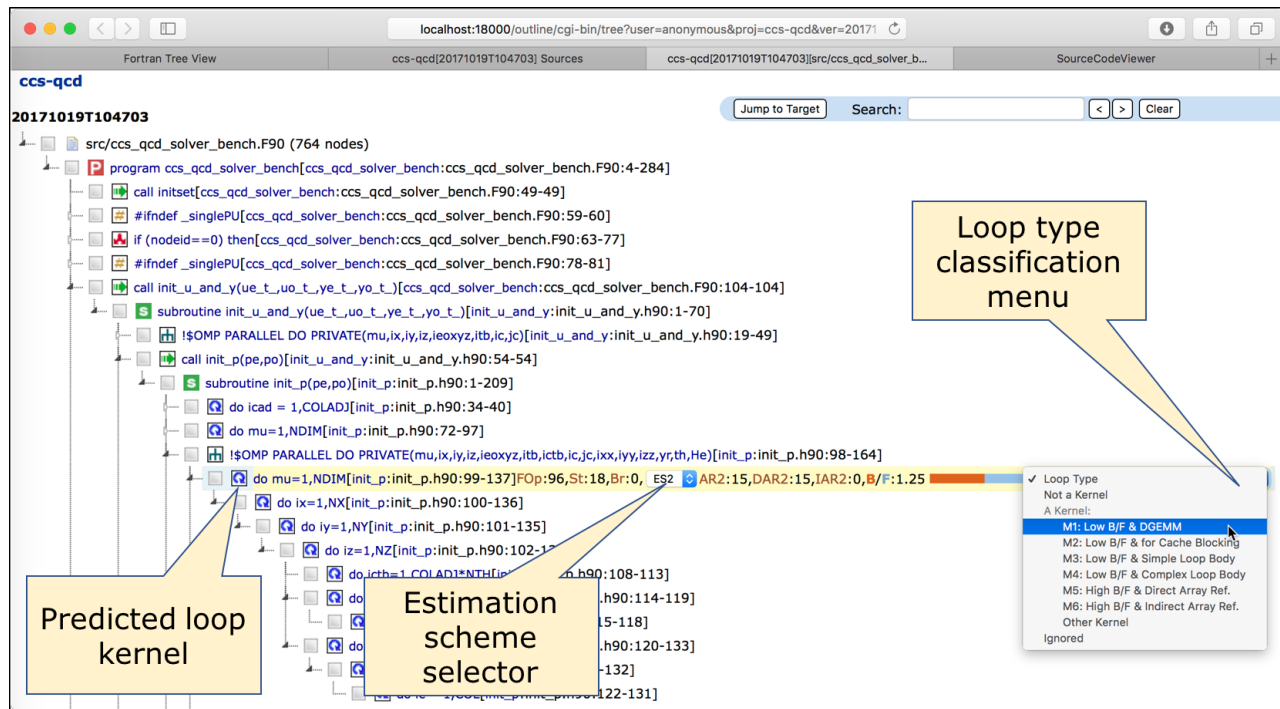 localhost:18000/outline/cgi-bin/tree?user=anonymous&proj=ccs-qcd&ver=20171
Fortran Tree View
ccs-qcd[20171019T104703] Sources
ccs-qcd[20171019T104703][src/ccs_qcd_solver_b...
SourceCodeViewer
+
ccs-qcd
20171019T104703
Jump to Target
Search:
<
>
Clear
src/ccs_qcd_solver_bench.F90 (764 nodes)
P program ccs_qcd_solver_bench[ccs_qcd_solver_bench:ccs_qcd_solver_bench.F90:4-284]
call initset[ccs_qcd_solver_bench:ccs_qcd_solver_bench.F90:49-49]
# #ifndef _singlePU[ccs_qcd_solver_bench:ccs_qcd_solver_bench.F90:59-60]
if (nodeid==0) then[ccs_qcd_solver_bench:ccs_qcd_solver_bench.F90:63-77]
# #ifndef _singlePU[ccs_qcd_solver_bench:ccs_qcd_solver_bench.F90:78-81]
call init_u_and_y(ue_t_,uo_t_,ye_t_,yo_t_)[ccs_qcd_solver_bench:ccs_qcd_solver_bench.F90:104-104]
S subroutine init_u_and_y(ue_t_,uo_t_,ye_t_,yo_t_)[init_u_and_y:init_u_and_y.h90:1-70]
!$OMP PARALLEL DO PRIVATE(mu,ix,iy,iz,ieoxyz,itb,ic,jc)[init_u_and_y:init_u_and_y.h90:19-49]
call init_p(pe,po)[init_u_and_y:init_u_and_y.h90:54-54]
S subroutine init_p(pe,po)[init_p:init_p.h90:1-209]
do icad = 1,COLADJ[init_p:init_p.h90:34-40]
do mu=1,NDIM[init_p:init_p.h90:72-97]
!$OMP PARALLEL DO PRIVATE(mu,ix,iy,iz,ieoxyz,itb,ictb,ic,jc,ixx,iyy,izz,yr,th,He)[init_p:init_p.h90:98-164]
do mu=1,NDIM[init_p:init_p.h90:99-137]FOp:96,St:18,Br:0, ES2 AR2:15,DAR2:15,IAR2:0,B/F:1.25
do ix=1,NX[init_p:init_p.h90:100-136]
do iy=1,NY[init_p:init_p.h90:101-135]
do iz=1,NZ[init_p:init_p.h90:102-
do icth=1,COLADJ*NTH[
.h90:108-113]
do
.h90:114-119]
15-118]
do
.h90:120-133]
-132]
122-131]
✓ Loop Type
Not a Kernel
A Kernel:
M1: Low B/F & DGEMM
M2: Low B/F & for Cache Blocking
M3: Low B/F & Simple Loop Body
M4: Low B/F & Complex Loop Body
M5: High B/F & Direct Array Ref.
M6: High B/F & Indirect Array Ref.
Other Kernel
Ignored
Loop type
classification
menu
Predicted loop
kernel
Estimation
scheme
selector